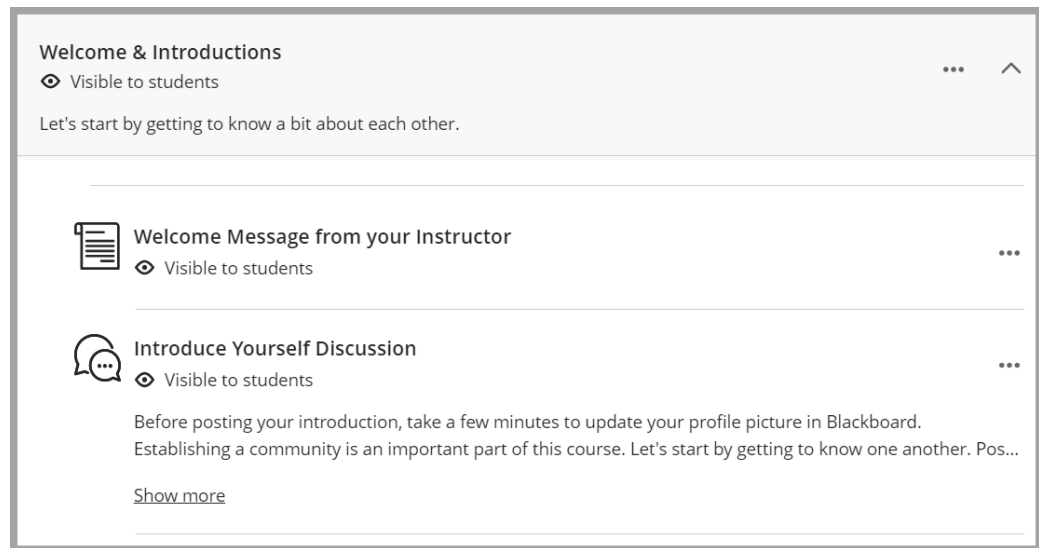 Welcome & Introductions
Visible to students
Let's start by getting to know a bit about each other.
Welcome Message from your Instructor
Visible to students
Introduce Yourself Discussion
Visible to students
Before posting your introduction, take a few minutes to update your profile picture in Blackboard.
Establishing a community is an important part of this course. Let's start by getting to know one another. Pos...
Show more